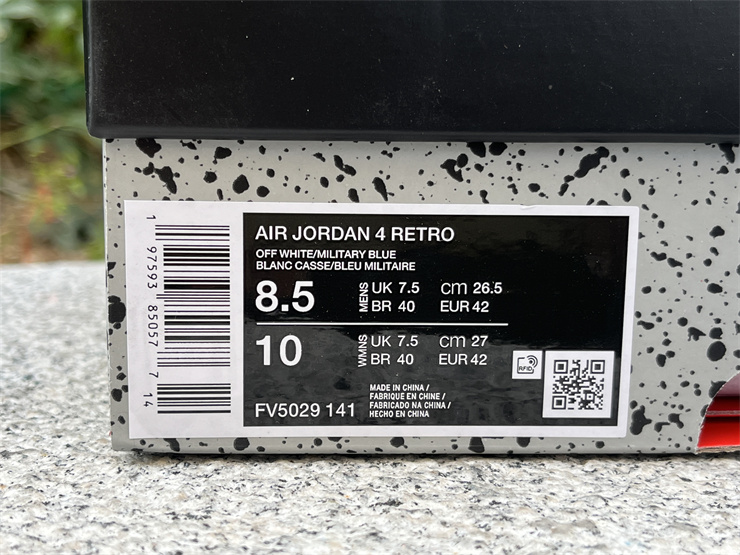 AIR JORDAN 4 RETRO
OFF WHITE/MILITARY BLUE
BLANC CASSE/BLEU MILITAIRE
8.5 MENS UK 7.5 cm 26.5
BR 40 EUR 42
10 WMNS UK 7.5 cm 27
BR 40 EUR 42
RFID
MADE IN CHINA /
FABRIQUE EN CHINE /
FABRICADO NA CHINA /
HECHO EN CHINA
FV5029 141
1 97593 85057 7 14